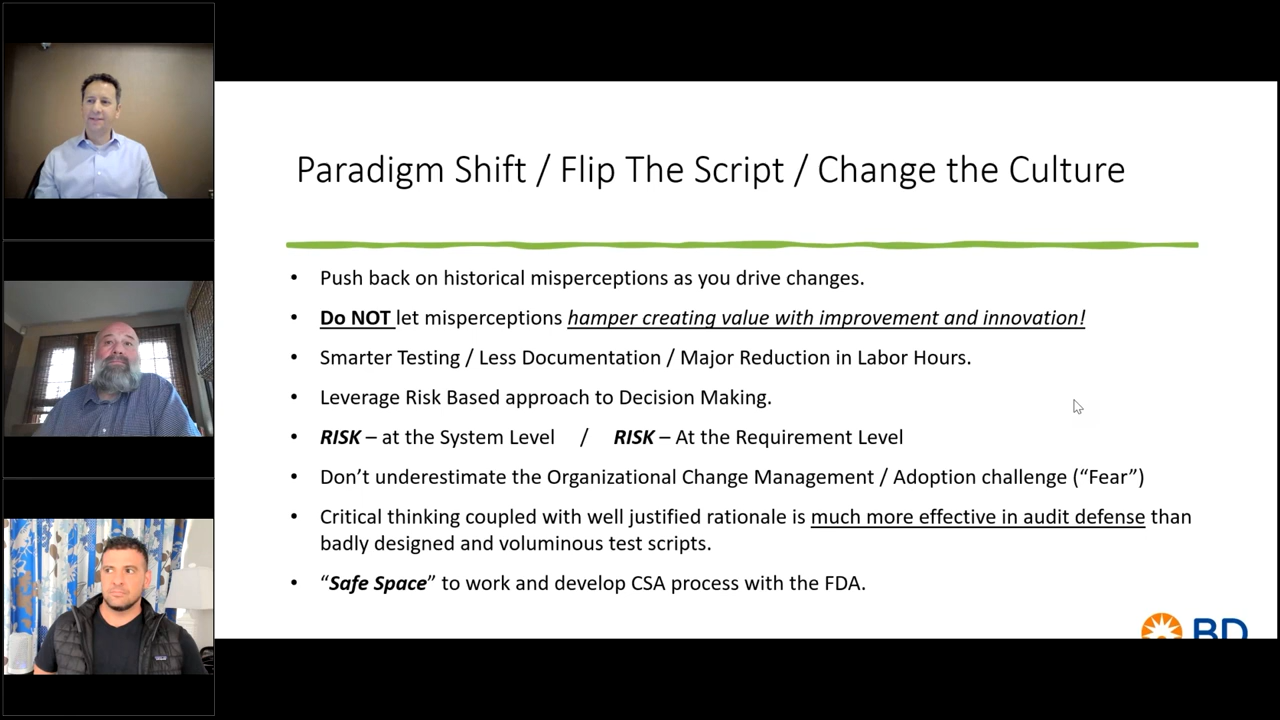 Paradigm Shift / Flip The Script / Change the Culture
• Push back on historical misperceptions as you drive changes.
• Do NOT let misperceptions hamper creating value with improvement and innovation!
• Smarter Testing / Less Documentation / Major Reduction in Labor Hours.
• Leverage Risk Based approach to Decision Making.
• RISK – at the System Level / RISK – At the Requirement Level
• Don’t underestimate the Organizational Change Management / Adoption challenge (“Fear”)
• Critical thinking coupled with well justified rationale is much more effective in audit defense than
badly designed and voluminous test scripts.
• “Safe Space” to work and develop CSA process with the FDA.
BD